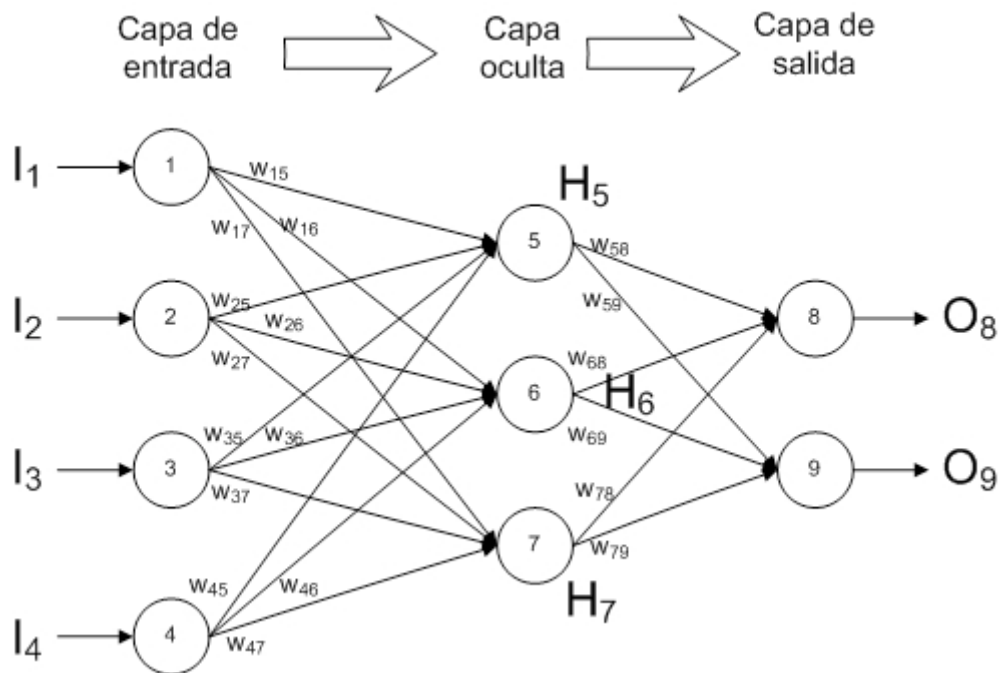 Capa de
entrada
Capa
oculta
Capa de
salida
I₁
1
w₁₅
w₁₆
w₁₇
H₅
5
w₅₈
w₅₉
I₂
2
w₂₅
w₂₆
w₂₇
8
O₈
6
H₆
w₆₈
w₆₉
I₃
3
w₃₅
w₃₆
w₃₇
9
O₉
7
H₇
w₇₈
w₇₉
I₄
4
w₄₅
w₄₆
w₄₇